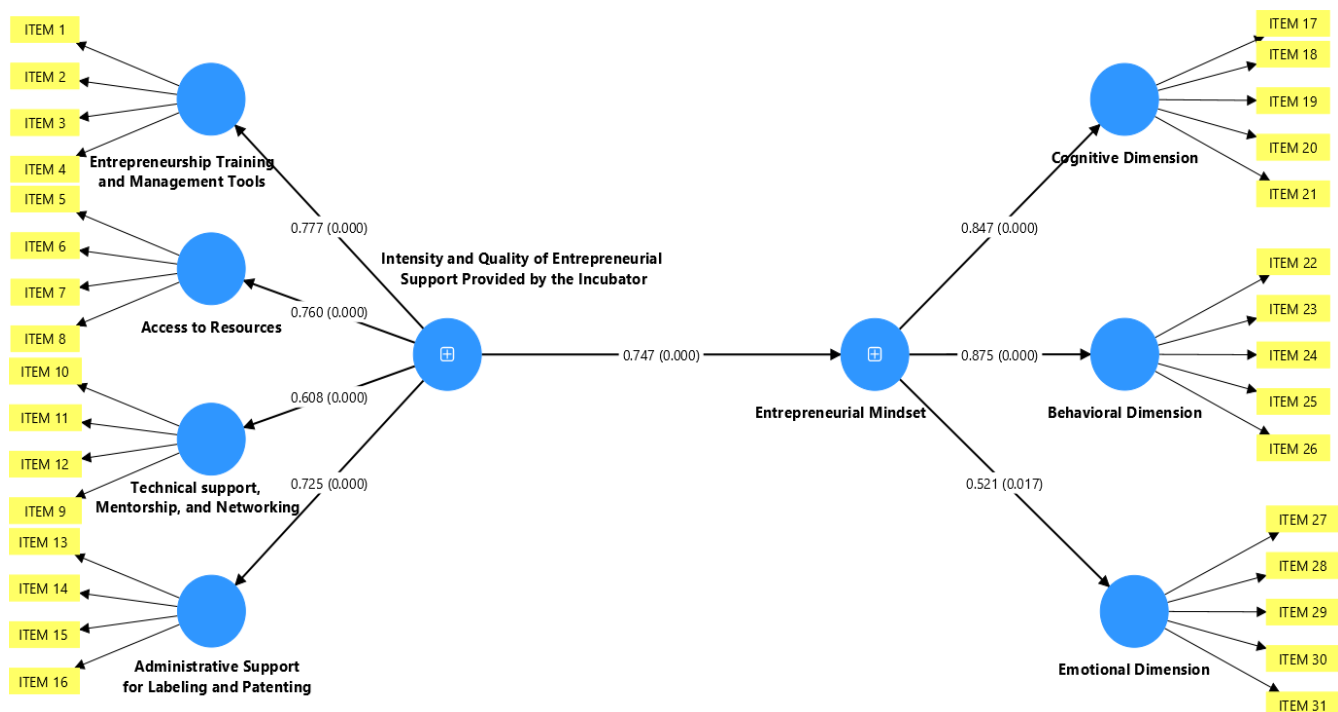 ITEM 1
ITEM 2
ITEM 3
ITEM 4
Entrepreneurship Training
and Management Tools
ITEM 5
ITEM 6
ITEM 7
ITEM 8
Access to Resources
ITEM 10
ITEM 11
ITEM 12
ITEM 9
Technical support,
Mentorship, and Networking
ITEM 13
ITEM 14
ITEM 15
ITEM 16
Administrative Support
for Labeling and Patenting
0.777 (0.000)
0.760 (0.000)
0.608 (0.000)
0.725 (0.000)
Intensity and Quality of Entrepreneurial
Support Provided by the Incubator
0.747 (0.000)
Entrepreneurial Mindset
0.847 (0.000)
0.875 (0.000)
0.521 (0.017)
Cognitive Dimension
ITEM 17
ITEM 18
ITEM 19
ITEM 20
ITEM 21
Behavioral Dimension
ITEM 22
ITEM 23
ITEM 24
ITEM 25
ITEM 26
Emotional Dimension
ITEM 27
ITEM 28
ITEM 29
ITEM 30
ITEM 31